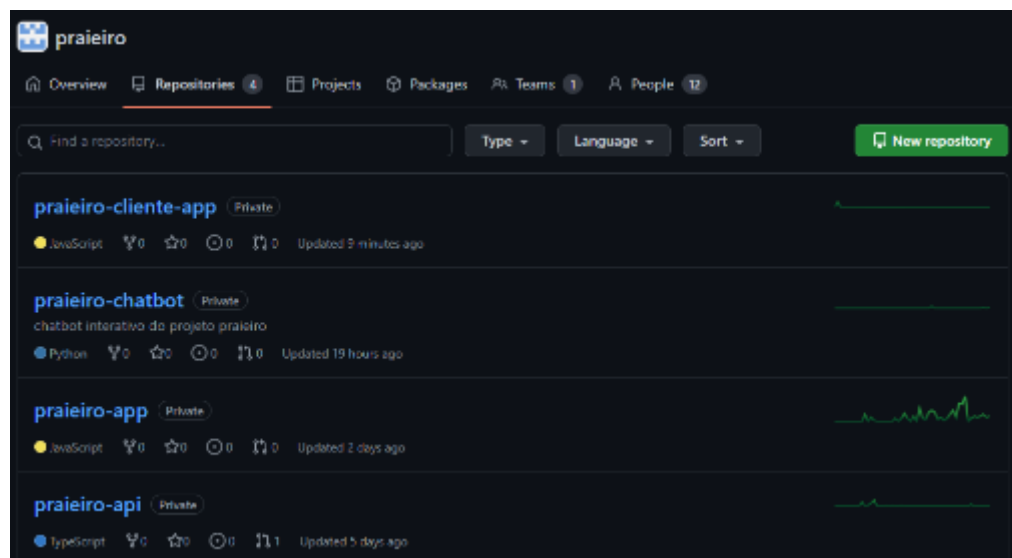 praieiro
Overview Repositories 4 Projects Packages Teams 1 People 12
Find a repository... Type Language Sort New repository
praieiro-cliente-app Private
JavaScript 0 0 0 0 Updated 9 minutes ago
praieiro-chatbot Private
chatbot interativo do projeto praieiro
Python 0 0 0 0 Updated 19 hours ago
praieiro-app Private
JavaScript 0 0 0 0 Updated 2 days ago
praieiro-api Private
TypeScript 0 0 0 1 Updated 5 days ago